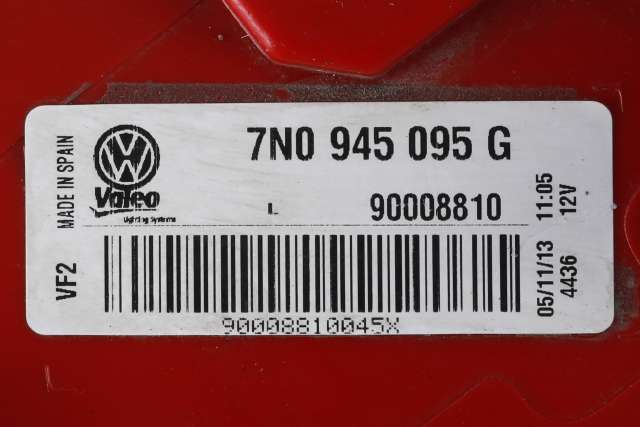 MADE IN SPAIN
VF2
VW
Valeo
Lighting Systems
7N0 945 095 G
L
90008810
90008810045X
05/11/13 11:05
4436 12V